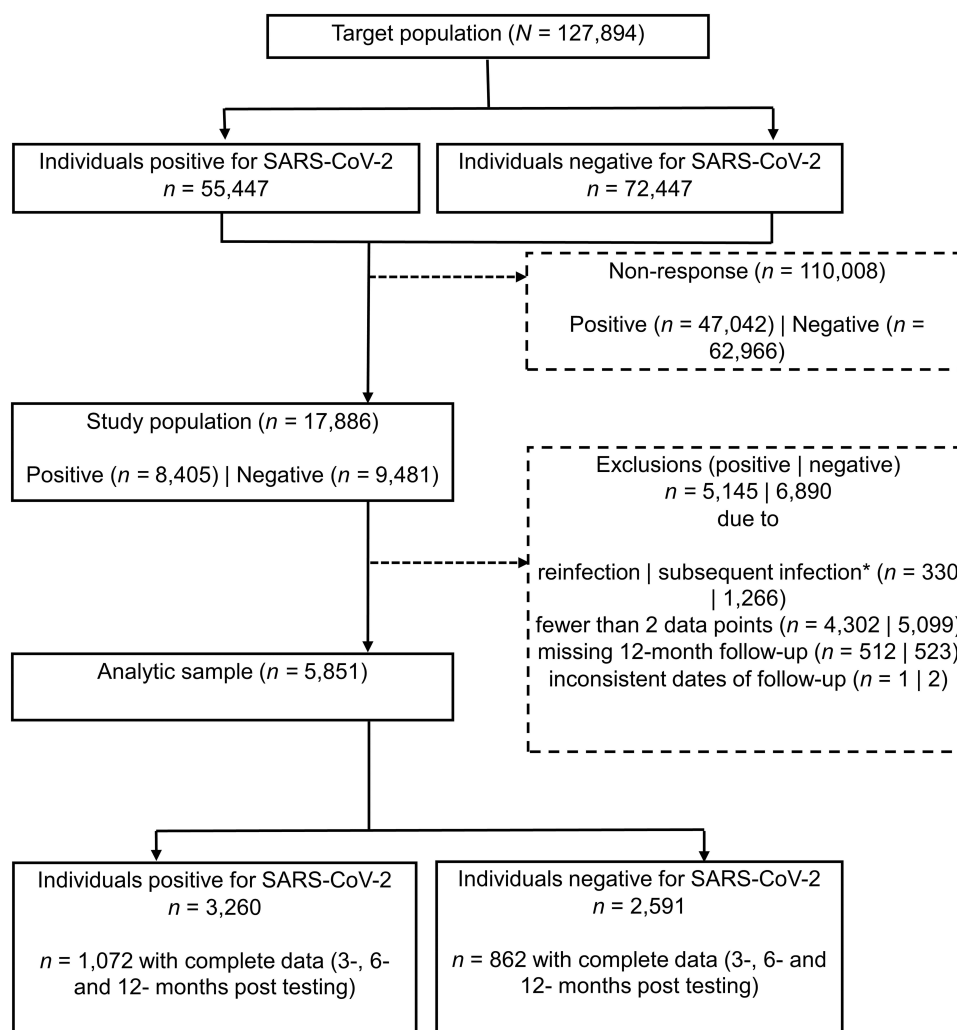 Target population (N = 127,894)
Individuals positive for SARS-CoV-2
n = 55,447
Individuals negative for SARS-CoV-2
n = 72,447
Non-response (n = 110,008)
Positive (n = 47,042) | Negative (n =
62,966)
Study population (n = 17,886)
Positive (n = 8,405) | Negative (n = 9,481)
Exclusions (positive | negative)
n = 5,145 | 6,890
due to
reinfection | subsequent infection* (n = 330
| 1,266)
fewer than 2 data points (n = 4,302 | 5,099)
missing 12-month follow-up (n = 512 | 523)
inconsistent dates of follow-up (n = 1 | 2)
Analytic sample (n = 5,851)
Individuals positive for SARS-CoV-2
n = 3,260
n = 1,072 with complete data (3-, 6-
and 12- months post testing)
Individuals negative for SARS-CoV-2
n = 2,591
n = 862 with complete data (3-, 6- and
12- months post testing)